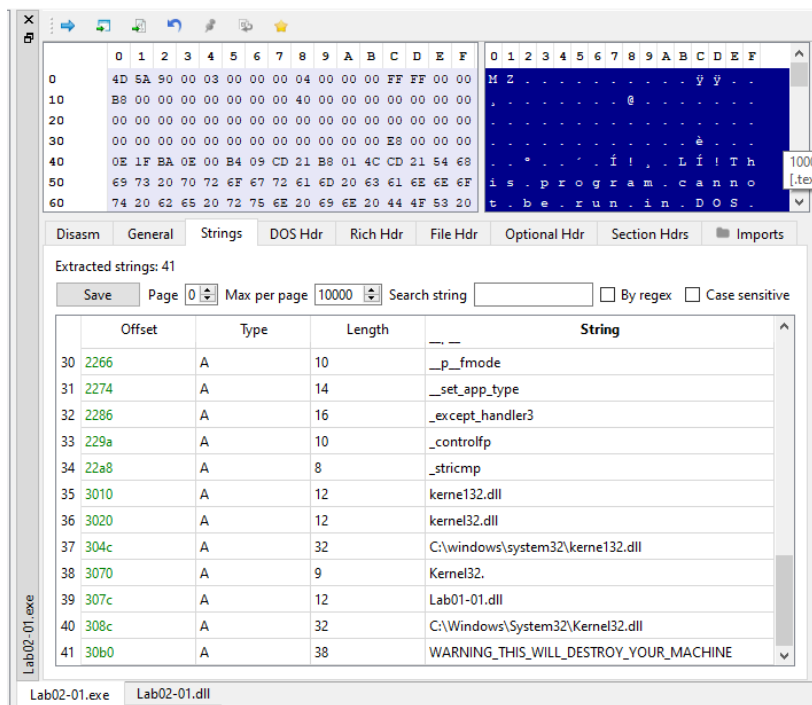 0 1 2 3 4 5 6 7 8 9 A B C D E F 0 1 2 3 4 5 6 7 8 9 A B C D E F
0 4D 5A 90 00 03 00 00 00 04 00 00 00 FF FF 00 00 M Z . . . . . . . . . . ÿ ÿ . .
10 B8 00 00 00 00 00 00 00 40 00 00 00 00 00 00 00 ¸ . . . . . . . @ . . . . . . .
20 00 00 00 00 00 00 00 00 00 00 00 00 00 00 00 00 . . . . . . . . . . . . . . . .
30 00 00 00 00 00 00 00 00 00 00 00 00 E8 00 00 00 . . . . . . . . . . . . è . . .
40 0E 1F BA 0E 00 B4 09 CD 21 B8 01 4C CD 21 54 68 . . º . . ´ . Í ! ¸ . L Í ! T h
50 69 73 20 70 72 6F 67 72 61 6D 20 63 61 6E 6E 6F i s . p r o g r a m . c a n n o
60 74 20 62 65 20 72 75 6E 20 69 6E 20 44 4F 53 20 t . b e . r u n . i n . D O S .
1000
[.tex
Disasm General Strings DOS Hdr Rich Hdr File Hdr Optional Hdr Section Hdrs Imports
Extracted strings: 41
Save Page 0 Max per page 10000 Search string By regex Case sensitive
Offset Type Length String
30 2266 A 10 __p__fmode
31 2274 A 14 __set_app_type
32 2286 A 16 _except_handler3
33 229a A 10 _controlfp
34 22a8 A 8 _stricmp
35 3010 A 12 kerne132.dll
36 3020 A 12 kernel32.dll
37 304c A 32 C:\windows\system32\kerne132.dll
38 3070 A 9 Kernel32.
39 307c A 12 Lab01-01.dll
40 308c A 32 C:\Windows\System32\Kernel32.dll
41 30b0 A 38 WARNING_THIS_WILL_DESTROY_YOUR_MACHINE
Lab02-01.exe
Lab02-01.exe Lab02-01.dll